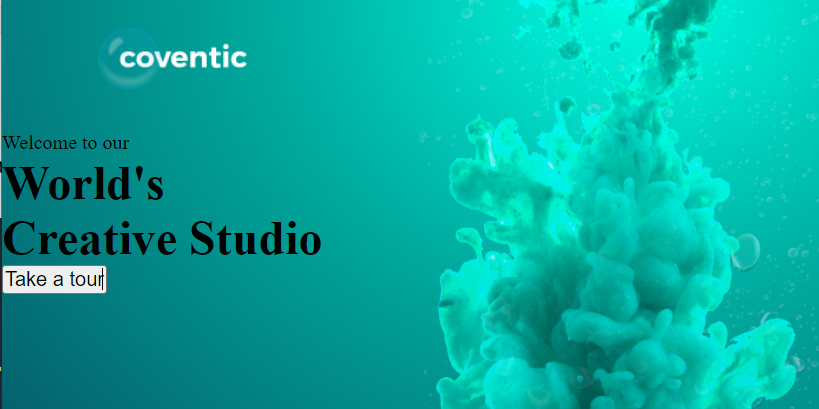 coventic
Welcome to our
World's
Creative Studio
Take a tour